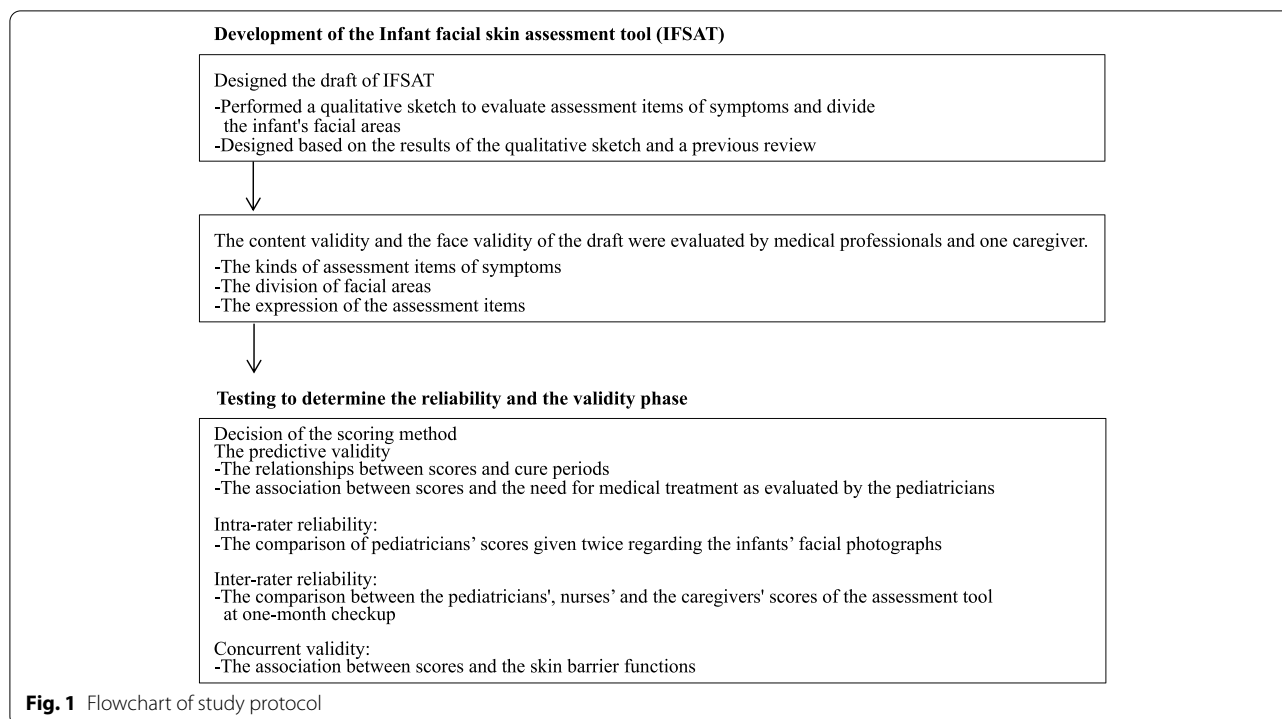 Development of the Infant facial skin assessment tool (IFSAT)
Designed the draft of IFSAT
-Performed a qualitative sketch to evaluate assessment items of symptoms and divide
the infant's facial areas
-Designed based on the results of the qualitative sketch and a previous review
The content validity and the face validity of the draft were evaluated by medical professionals and one caregiver.
-The kinds of assessment items of symptoms
-The division of facial areas
-The expression of the assessment items
Testing to determine the reliability and the validity phase
Decision of the scoring method
The predictive validity
-The relationships between scores and cure periods
-The association between scores and the need for medical treatment as evaluated by the pediatricians
Intra-rater reliability:
-The comparison of pediatricians’ scores given twice regarding the infants’ facial photographs
Inter-rater reliability:
-The comparison between the pediatricians', nurses’ and the caregivers' scores of the assessment tool
at one-month checkup
Concurrent validity:
-The association between scores and the skin barrier functions
Fig. 1 Flowchart of study protocol